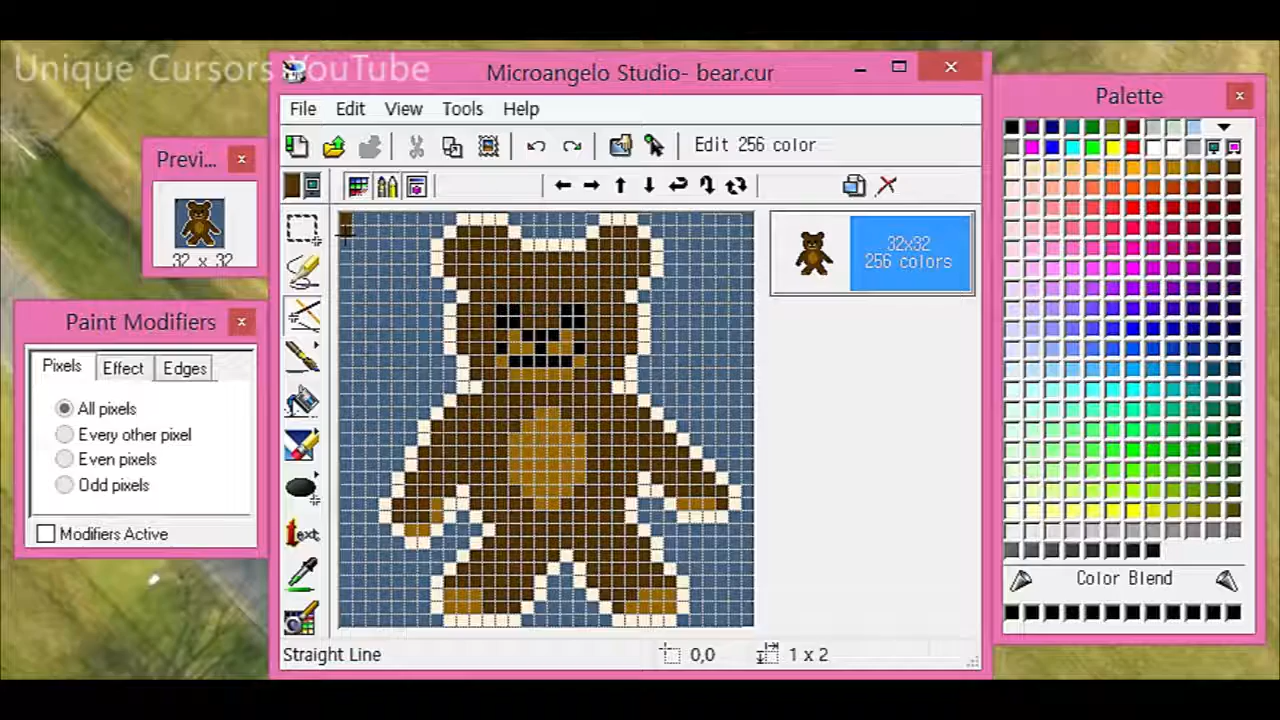 Unique Cursors YouTube
Microangelo Studio- bear.cur
File Edit View Tools Help
Edit 256 color
Previ...
32 x 32
32x32
256 colors
Paint Modifiers
Pixels Effect Edges
All pixels
Every other pixel
Even pixels
Odd pixels
Modifiers Active
text
Straight Line
0,0
1 x 2
Palette
Color Blend